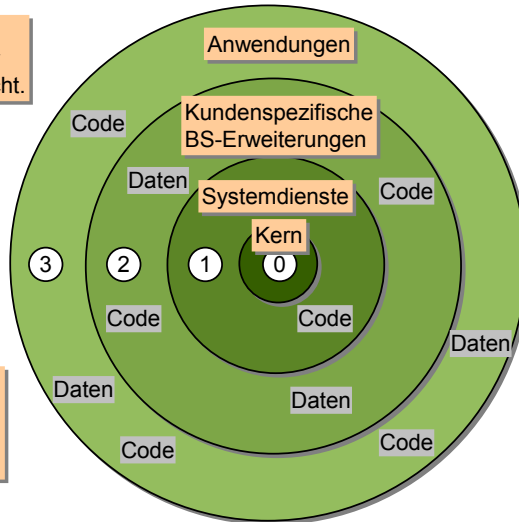 Anwendungen
cht.
Code
Kundenspezifische
BS-Erweiterungen
Daten
Code
Systemdienste
Kern
3
2
1
0
Code
Code
Daten
Daten
Daten
Code
Code